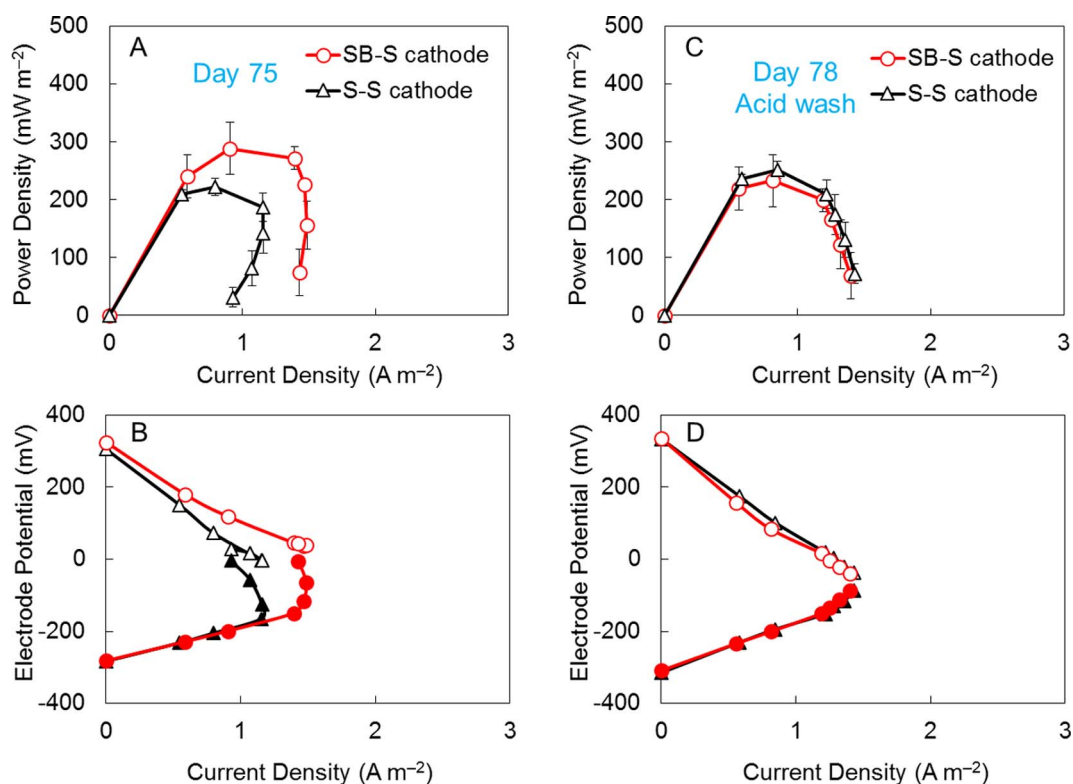 A
Day 75
SB-S cathode
S-S cathode
Power Density (mW m⁻²)
500
400
300
200
100
0
0 1 2 3
Current Density (A m⁻²)
C
Day 78
Acid wash
SB-S cathode
S-S cathode
Power Density (mW m⁻²)
500
400
300
200
100
0
0 1 2 3
Current Density (A m⁻²)
B
Electrode Potential (mV)
400
200
0
-200
-400
0 1 2 3
Current Density (A m⁻²)
D
Electrode Potential (mV)
400
200
0
-200
-400
0 1 2 3
Current Density (A m⁻²)